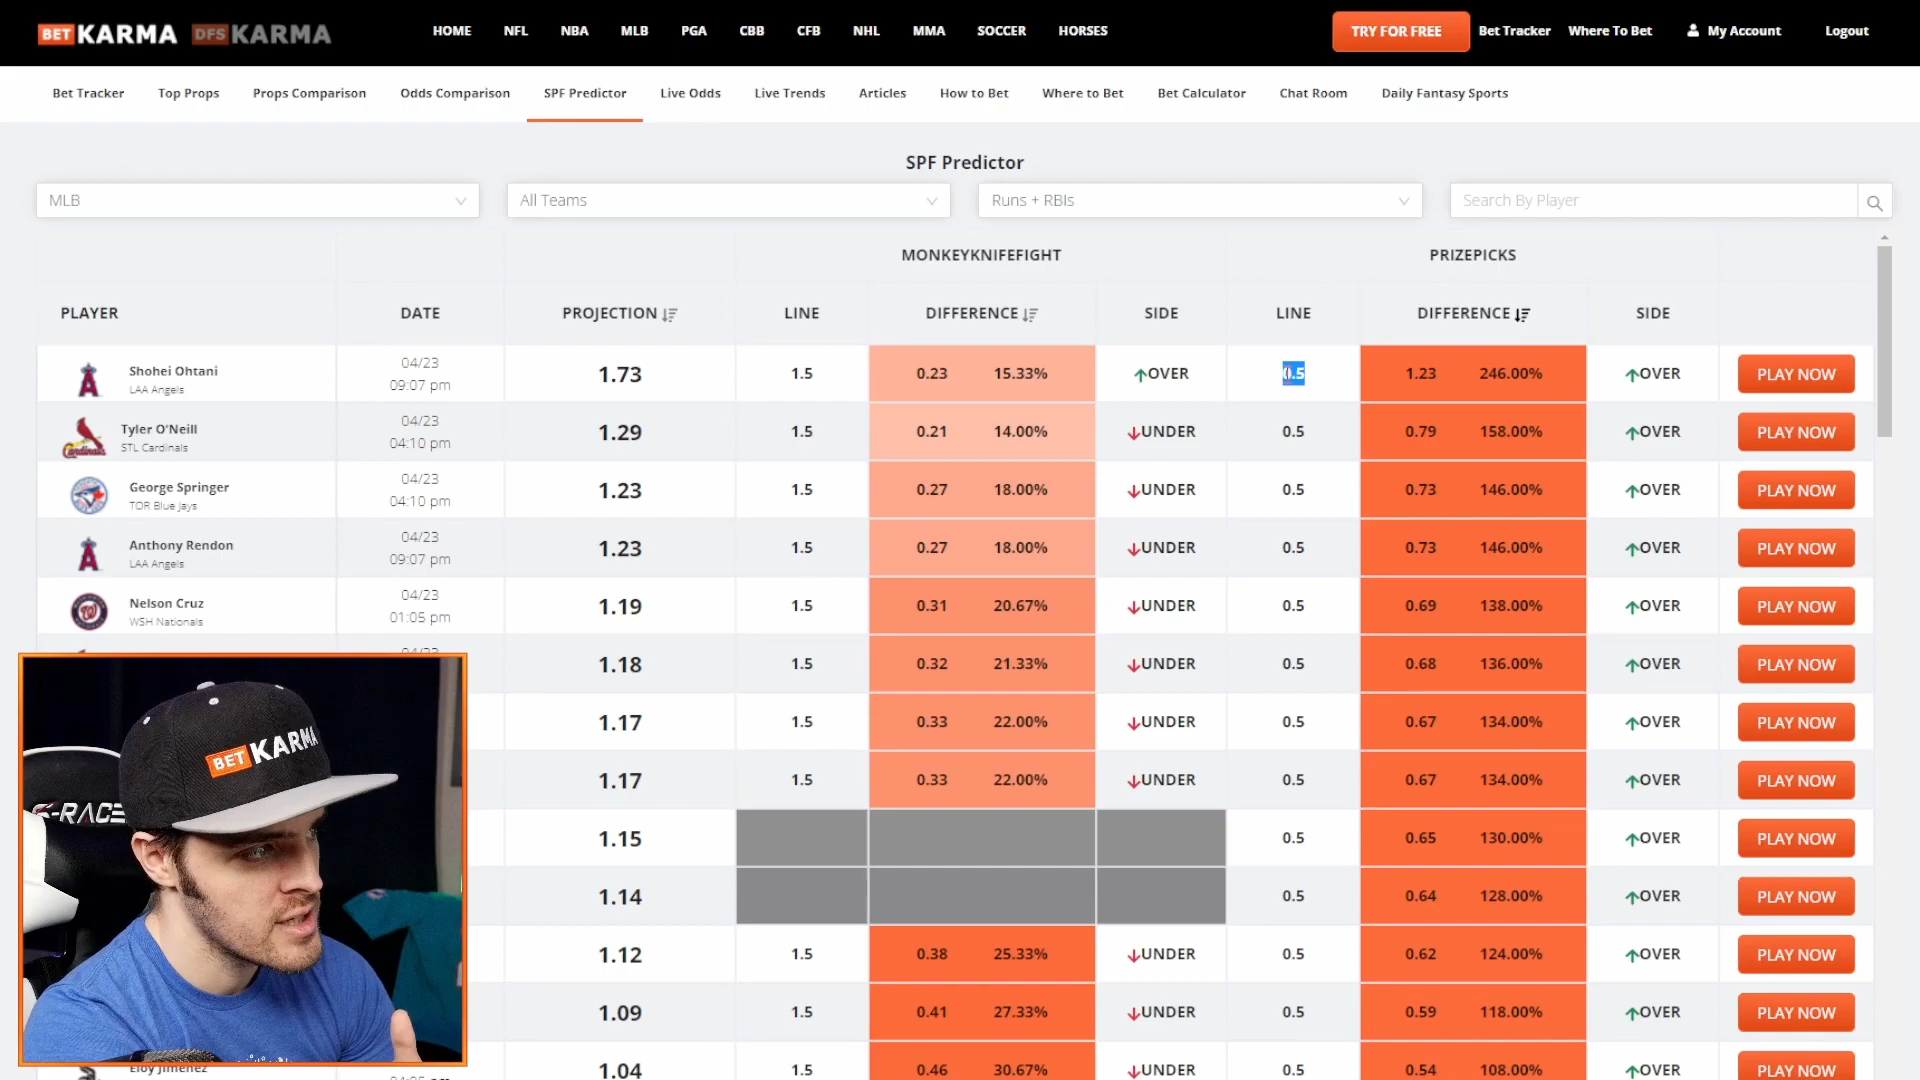 BET KARMA DFS KARMA HOME NFL NBA MLB PGA CBB CFB NHL MMA SOCCER HORSES TRY FOR FREE Bet Tracker Where To Bet My Account Logout
Bet Tracker Top Props Props Comparison Odds Comparison SPF Predictor Live Odds Live Trends Articles How to Bet Where to Bet Bet Calculator Chat Room Daily Fantasy Sports
SPF Predictor
MLB All Teams Runs + RBIs Search By Player
MONKEYKNIFEFIGHT PRIZEPICKS
PLAYER DATE PROJECTION LINE DIFFERENCE SIDE LINE DIFFERENCE SIDE
Shohei Ohtani LAA Angels 04/23 09:07 pm 1.73 1.5 0.23 15.33% OVER 0.5 1.23 246.00% OVER PLAY NOW
Tyler O'Neill STL Cardinals 04/23 04:10 pm 1.29 1.5 0.21 14.00% UNDER 0.5 0.79 158.00% OVER PLAY NOW
George Springer TOR Blue Jays 04/23 04:10 pm 1.23 1.5 0.27 18.00% UNDER 0.5 0.73 146.00% OVER PLAY NOW
Anthony Rendon LAA Angels 04/23 09:07 pm 1.23 1.5 0.27 18.00% UNDER 0.5 0.73 146.00% OVER PLAY NOW
Nelson Cruz WSH Nationals 04/23 01:05 pm 1.19 1.5 0.31 20.67% UNDER 0.5 0.69 138.00% OVER PLAY NOW
1.18 1.5 0.32 21.33% UNDER 0.5 0.68 136.00% OVER PLAY NOW
1.17 1.5 0.33 22.00% UNDER 0.5 0.67 134.00% OVER PLAY NOW
1.17 1.5 0.33 22.00% UNDER 0.5 0.67 134.00% OVER PLAY NOW
1.15 0.5 0.65 130.00% OVER PLAY NOW
1.14 0.5 0.64 128.00% OVER PLAY NOW
1.12 1.5 0.38 25.33% UNDER 0.5 0.62 124.00% OVER PLAY NOW
1.09 1.5 0.41 27.33% UNDER 0.5 0.59 118.00% OVER PLAY NOW
Eloy Jimenez 1.04 1.5 0.46 30.67% UNDER 0.5 0.54 108.00% OVER PLAY NOW
BET KARMA
S-RACE